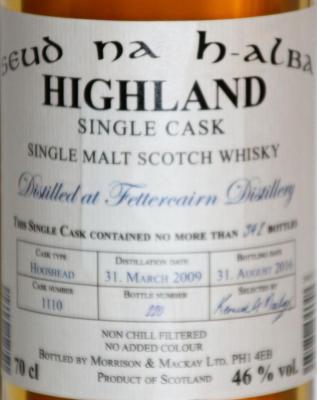 seud na h-alba
HIGHLAND
SINGLE CASK
SINGLE MALT SCOTCH WHISKY
Distilled at Fettercairn Distillery
THIS SINGLE CASK CONTAINED NO MORE THAN 341 BOTTLES
CASK TYPE DISTILLATION DATE BOTTLING DATE
HOGSHEAD 31. MARCH 2009 31. AUGUST 2016
CASK NUMBER BOTTLE NUMBER SELECTED BY
1110
NON CHILL FILTERED
NO ADDED COLOUR
70 cl BOTTLED BY MORRISON & MACKAY LTD. PH1 4EB
PRODUCT OF SCOTLAND 46 % vol.